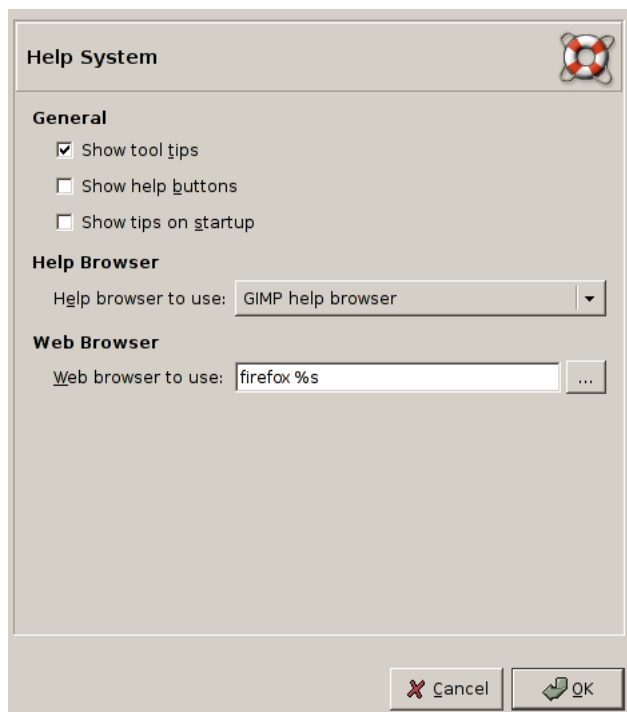 Help System
General
Show tool tips
Show help buttons
Show tips on startup
Help Browser
Help browser to use: GIMP help browser
Web Browser
Web browser to use: firefox %s ...
Cancel OK